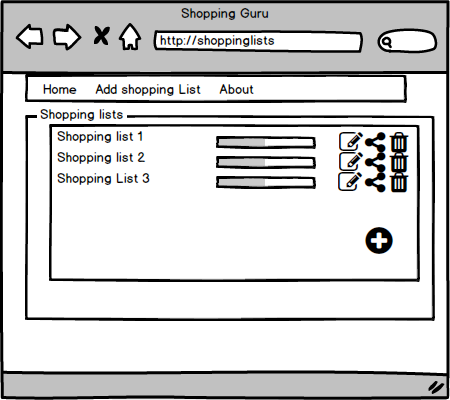 Shopping Guru
http://shoppinglists
Home Add shopping List About
Shopping lists
Shopping list 1
Shopping list 2
Shopping List 3